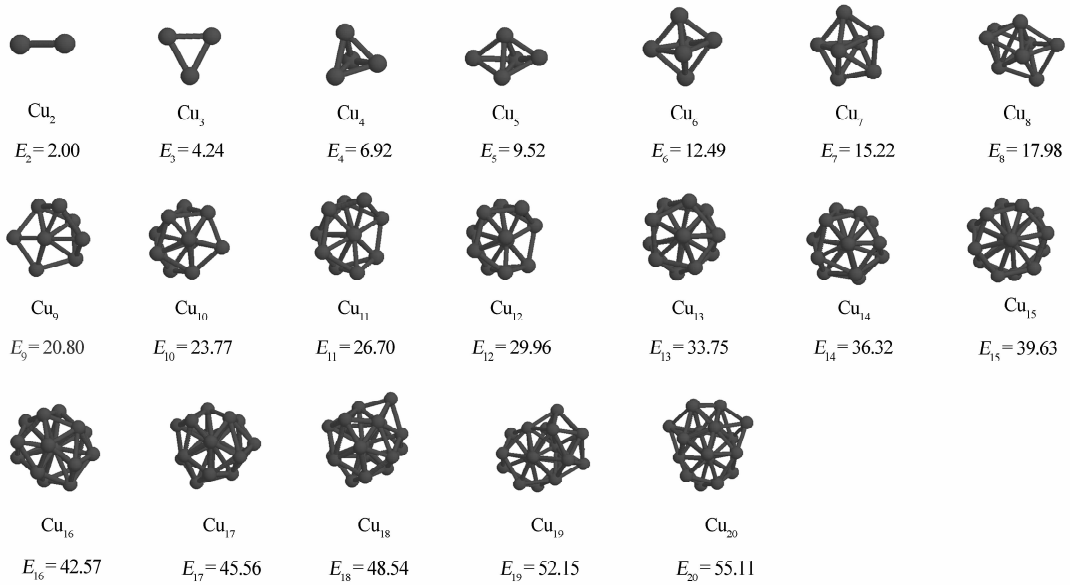 Cu₂ Cu₃ Cu₄ Cu₅ Cu₆ Cu₇ Cu₈
E₂= 2.00 E₃= 4.24 E₄= 6.92 E₅= 9.52 E₆= 12.49 E₇= 15.22 E₈= 17.98
Cu₉ Cu₁₀ Cu₁₁ Cu₁₂ Cu₁₃ Cu₁₄ Cu₁₅
E₉= 20.80 E₁₀= 23.77 E₁₁= 26.70 E₁₂= 29.96 E₁₃= 33.75 E₁₄= 36.32 E₁₅= 39.63
Cu₁₆ Cu₁₇ Cu₁₈ Cu₁₉ Cu₂₀
E₁₆= 42.57 E₁₇= 45.56 E₁₈= 48.54 E₁₉= 52.15 E₂₀= 55.11